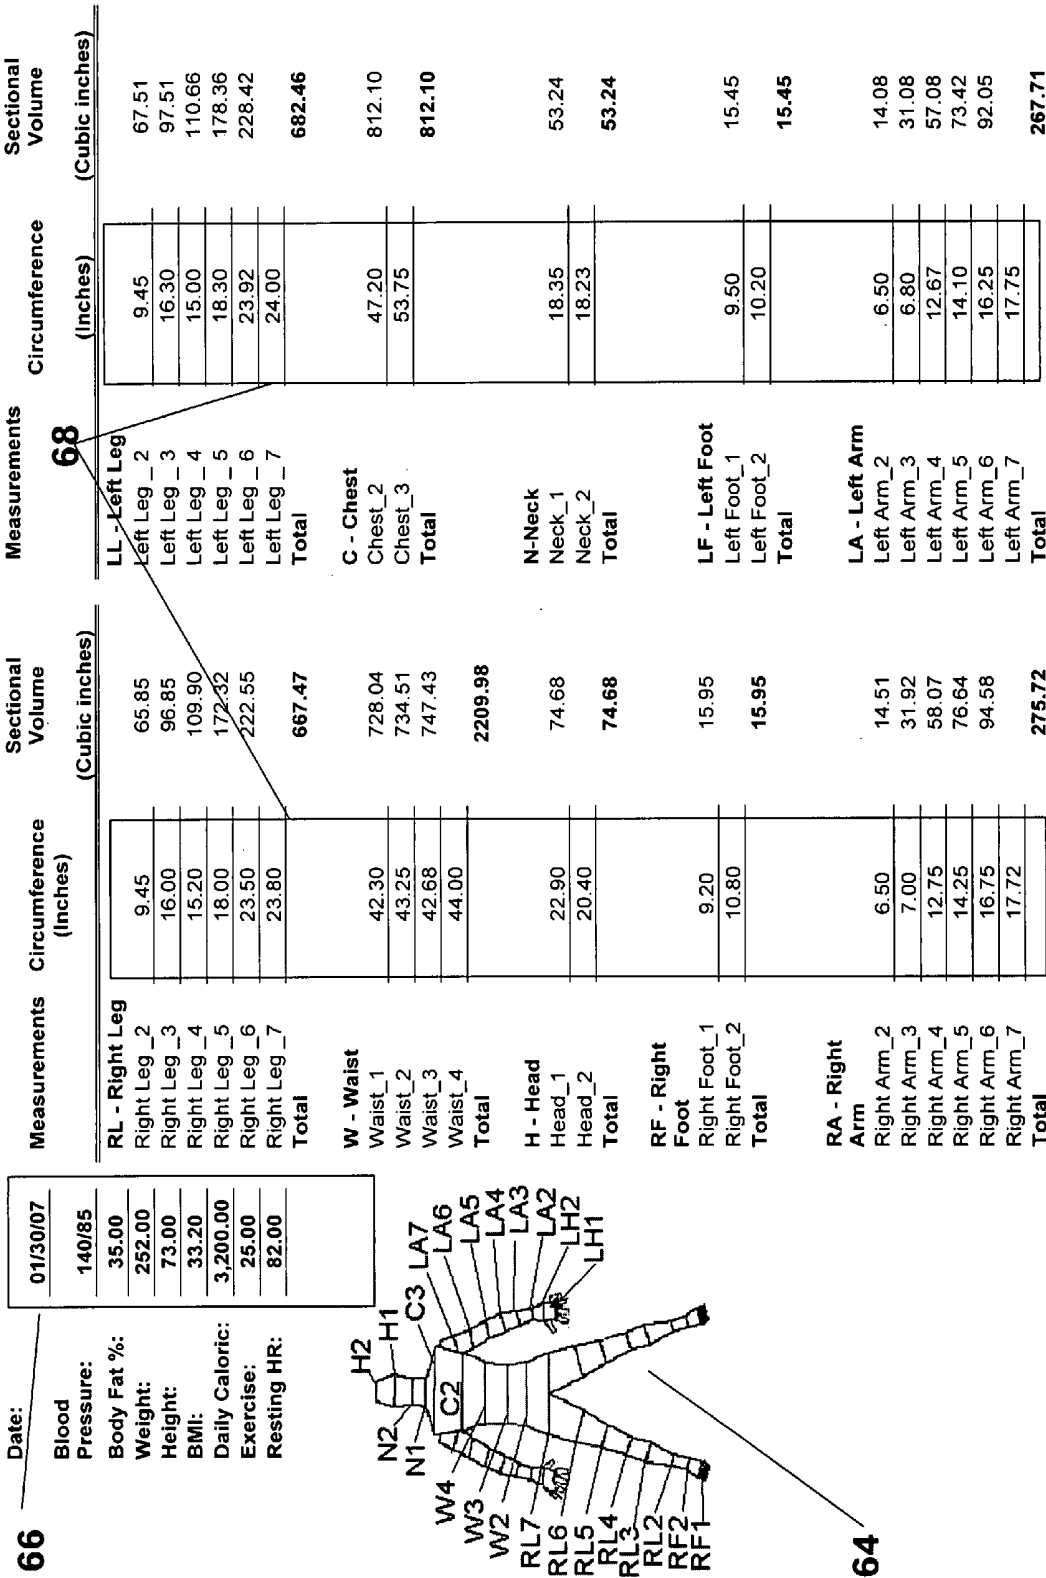 66
Date: 01/30/07
Blood
Pressure: 140/85
Body Fat %: 35.00
Weight: 252.00
Height: 73.00
BMI: 33.20
Daily Caloric: 3,200.00
Exercise: 25.00
Resting HR: 82.00
H2
H1
N2
N1
C3
C2
LA7
LA6
LA5
LA4
LA3
LA2
LH2
LH1
W4
W3
W2
RL7
RL6
RL5
RL4
RL3
RL2
RF2
RF1
64
68
Measurements Circumference (Inches) Sectional Volume (Cubic inches)
RL - Right Leg
Right Leg_2 9.45 65.85
Right Leg_3 16.00 96.85
Right Leg_4 15.20 109.90
Right Leg_5 18.00 172.32
Right Leg_6 23.50 222.55
Right Leg_7 23.80
Total 667.47
W - Waist
Waist_1 42.30 728.04
Waist_2 43.25 734.51
Waist_3 42.68 747.43
Waist_4 44.00
Total 2209.98
H - Head
Head_1 22.90 74.68
Head_2 20.40
Total 74.68
RF - Right
Foot
Right Foot_1 9.20 15.95
Right Foot_2 10.80
Total 15.95
RA - Right
Arm
Right Arm_2 6.50 14.51
Right Arm_3 7.00 31.92
Right Arm_4 12.75 58.07
Right Arm_5 14.25 76.64
Right Arm_6 16.75 94.58
Right Arm_7 17.72
Total 275.72
Measurements Circumference (Inches) Sectional Volume (Cubic inches)
LL - Left Leg
Left Leg_2 9.45 67.51
Left Leg_3 16.30 97.51
Left Leg_4 15.00 110.66
Left Leg_5 18.30 178.36
Left Leg_6 23.92 228.42
Left Leg_7 24.00
Total 682.46
C - Chest
Chest_2 47.20 812.10
Chest_3 53.75
Total 812.10
N-Neck
Neck_1 18.35 53.24
Neck_2 18.23
Total 53.24
LF - Left Foot
Left Foot_1 9.50 15.45
Left Foot_2 10.20
Total 15.45
LA - Left Arm
Left Arm_2 6.50 14.08
Left Arm_3 6.80 31.08
Left Arm_4 12.67 57.08
Left Arm_5 14.10 73.42
Left Arm_6 16.25 92.05
Left Arm_7 17.75
Total 267.71